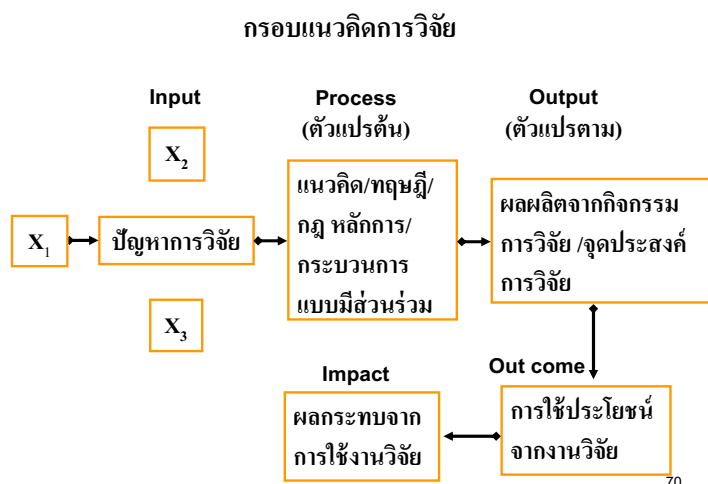 กรอบแนวคิดการวิจัย
Input
Process
(ตัวแปรต้น)
Output
(ตัวแปรตาม)
X2
X1
ปัญหาการวิจัย
X3
แนวคิด/ทฤษฎี/
กฎ หลักการ/
กระบวนการ
แบบมีส่วนร่วม
ผลผลิตจากกิจกรรม
การวิจัย /จุดประสงค์
การวิจัย
Out come
การใช้ประโยชน์
จากงานวิจัย
Impact
ผลกระทบจาก
การใช้งานวิจัย
70